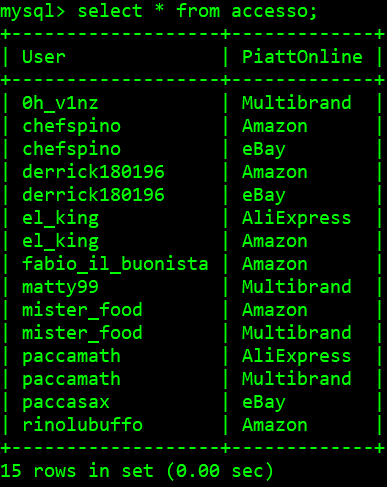 mysql> select * from accesso;
+-------------------+-------------+
| User              | PiattOnline |
+-------------------+-------------+
| 0h_v1nz           | Multibrand  |
| chefspino         | Amazon      |
| chefspino         | eBay        |
| derrick180196     | Amazon      |
| derrick180196     | eBay        |
| el_king           | AliExpress  |
| el_king           | Amazon      |
| fabio_il_buonista | Amazon      |
| matty99           | Multibrand  |
| mister_food       | Amazon      |
| mister_food       | Multibrand  |
| paccamath         | AliExpress  |
| paccamath         | Multibrand  |
| paccasax          | eBay        |
| rinolubuffo       | Amazon      |
+-------------------+-------------+
15 rows in set (0.00 sec)